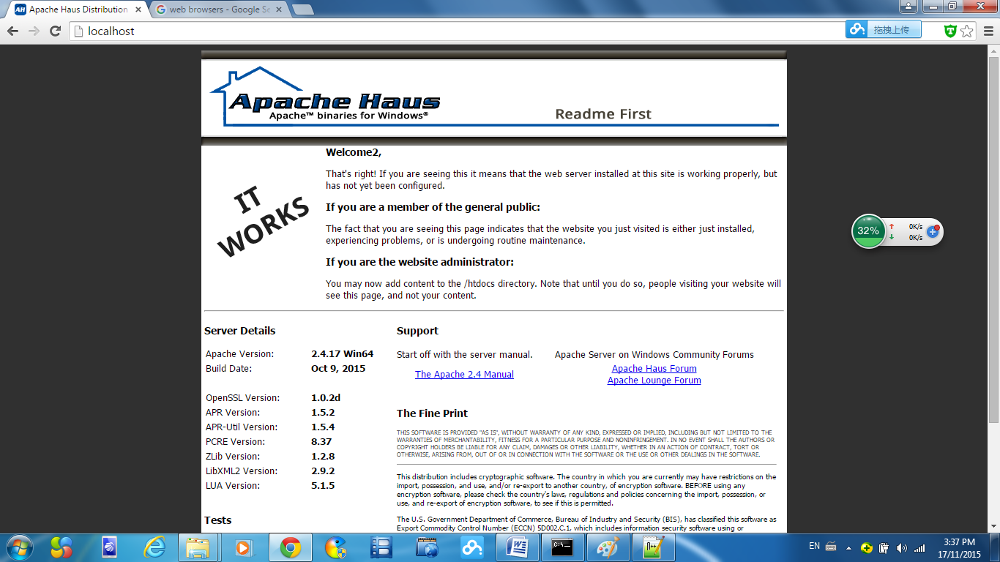 Apache Haus Distribution
web browsers - Google Se
localhost
拖拽上传
Apache Haus
Apache™ binaries for Windows®
Readme First
IT
WORKS
Welcome2,
That's right! If you are seeing this it means that the web server installed at this site is working properly, but
has not yet been configured.
If you are a member of the general public:
The fact that you are seeing this page indicates that the website you just visited is either just installed,
experiencing problems, or is undergoing routine maintenance.
If you are the website administrator:
You may now add content to the /htdocs directory. Note that until you do so, people visiting your website will
see this page, and not your content.
32%
0K/s
0K/s
Server Details
Apache Version: 2.4.17 Win64
Build Date: Oct 9, 2015
OpenSSL Version: 1.0.2d
APR Version: 1.5.2
APR-Util Version: 1.5.4
PCRE Version: 8.37
ZLib Version: 1.2.8
LibXML2 Version: 2.9.2
LUA Version: 5.1.5
Tests
Support
Start off with the server manual.
The Apache 2.4 Manual
Apache Server on Windows Community Forums
Apache Haus Forum
Apache Lounge Forum
The Fine Print
THIS SOFTWARE IS PROVIDED "AS IS", WITHOUT WARRANTY OF ANY KIND, EXPRESSED OR IMPLIED, INCLUDING BUT NOT LIMITED TO THE
WARRANTIES OF MERCHANTABILITY, FITNESS FOR A PARTICULAR PURPOSE AND NONINFRINGEMENT. IN NO EVENT SHALL THE AUTHORS OR
COPYRIGHT HOLDERS BE LIABLE FOR ANY CLAIM, DAMAGES OR OTHER LIABILITY, WHETHER IN AN ACTION OF CONTRACT, TORT OR
OTHERWISE, ARISING FROM, OUT OF OR IN CONNECTION WITH THE SOFTWARE OR THE USE OR OTHER DEALINGS IN THE SOFTWARE.
This distribution includes cryptographic software. The country in which you are currently may have restrictions on the
import, possession, and use, and/or re-export to another country, of encryption software. BEFORE using any
encryption software, please check the country's laws, regulations and policies concerning the import, possession, or
use, and re-export of encryption software, to see if this is permitted.
The U.S. Government Department of Commerce, Bureau of Industry and Security (BIS), has classified this software as
Export Commodity Control Number (ECCN) 5D002.C.1, which includes information security software using or
EN
3:37 PM
17/11/2015